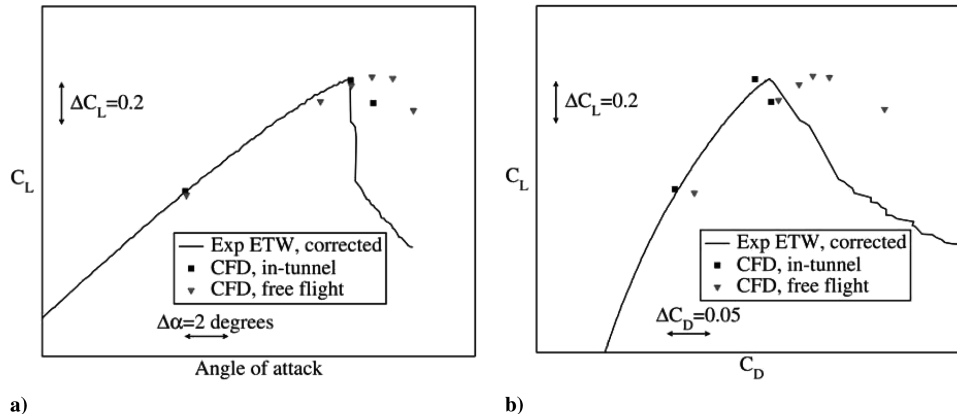 ΔC_L=0.2
C_L
Exp ETW, corrected
CFD, in-tunnel
CFD, free flight
Δα=2 degrees
Angle of attack
a)
ΔC_L=0.2
C_L
Exp ETW, corrected
CFD, in-tunnel
CFD, free flight
ΔC_D=0.05
C_D
b)